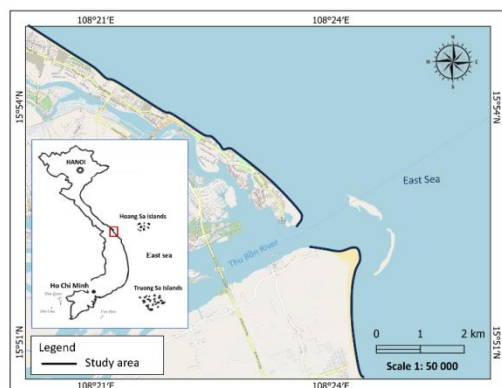 108°21'E
108°24'E
15°54'N
15°54'N
N
W
E
S
East Sea
HANOI
Hoang Sa Islands
East sea
Ho Chi Minh
Truong Sa Islands
Thu Bồn River
0 1 2 km
Scale 1: 50 000
Legend
Study area
15°51'N
15°51'N
108°21'E
108°24'E